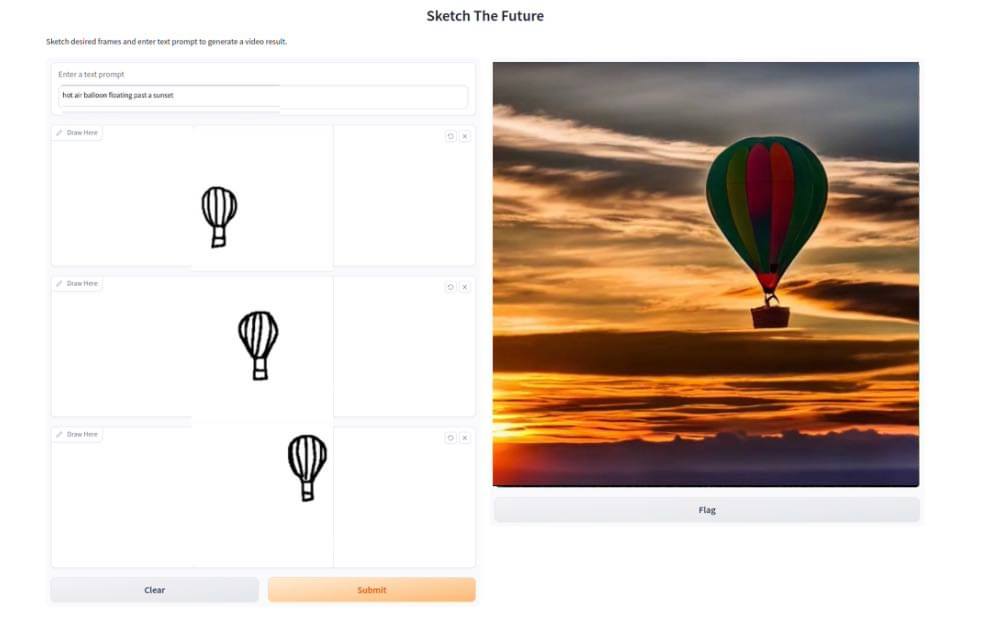 Sketch The Future
Sketch desired frames and enter text prompt to generate a video result.
Enter a text prompt
hot air balloon floating past a sunset
Draw Here
Draw Here
Draw Here
Clear
Submit
Flag